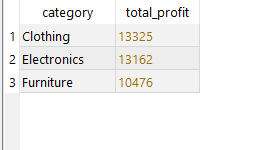 category total_profit
1 Clothing 13325
2 Electronics 13162
3 Furniture 10476